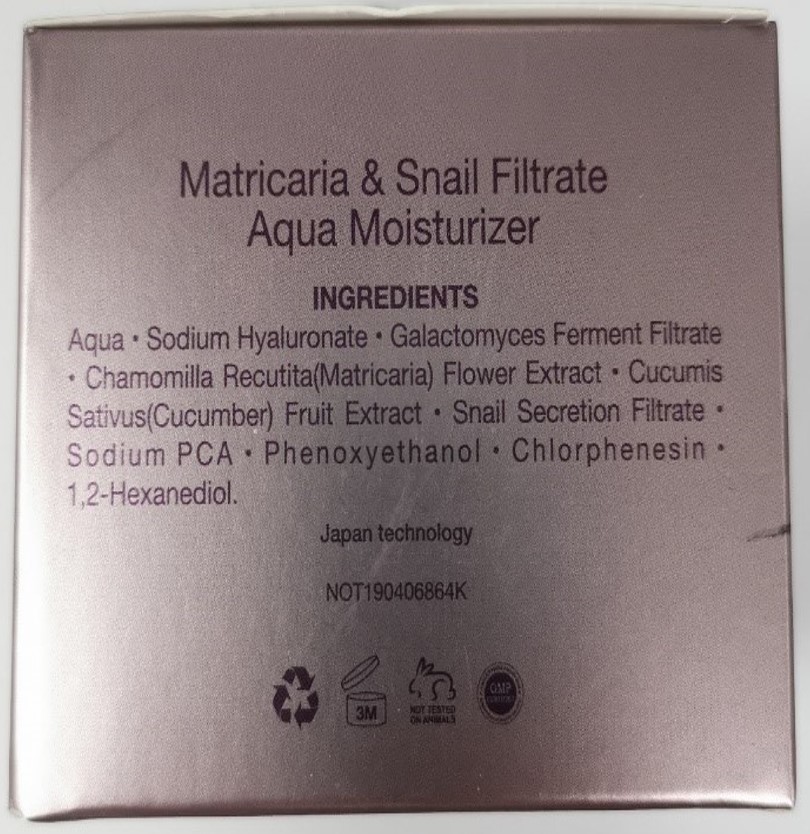 Matricaria & Snail Filtrate
Aqua Moisturizer
INGREDIENTS
Aqua • Sodium Hyaluronate • Galactomyces Ferment Filtrate
• Chamomilla Recutita(Matricaria) Flower Extract • Cucumis
Sativus(Cucumber) Fruit Extract • Snail Secretion Filtrate •
Sodium PCA • Phenoxyethanol • Chlorphenesin •
1,2-Hexanediol.
Japan technology
NOT190406864K
3M
NOT TESTED
ON ANIMALS
GMP